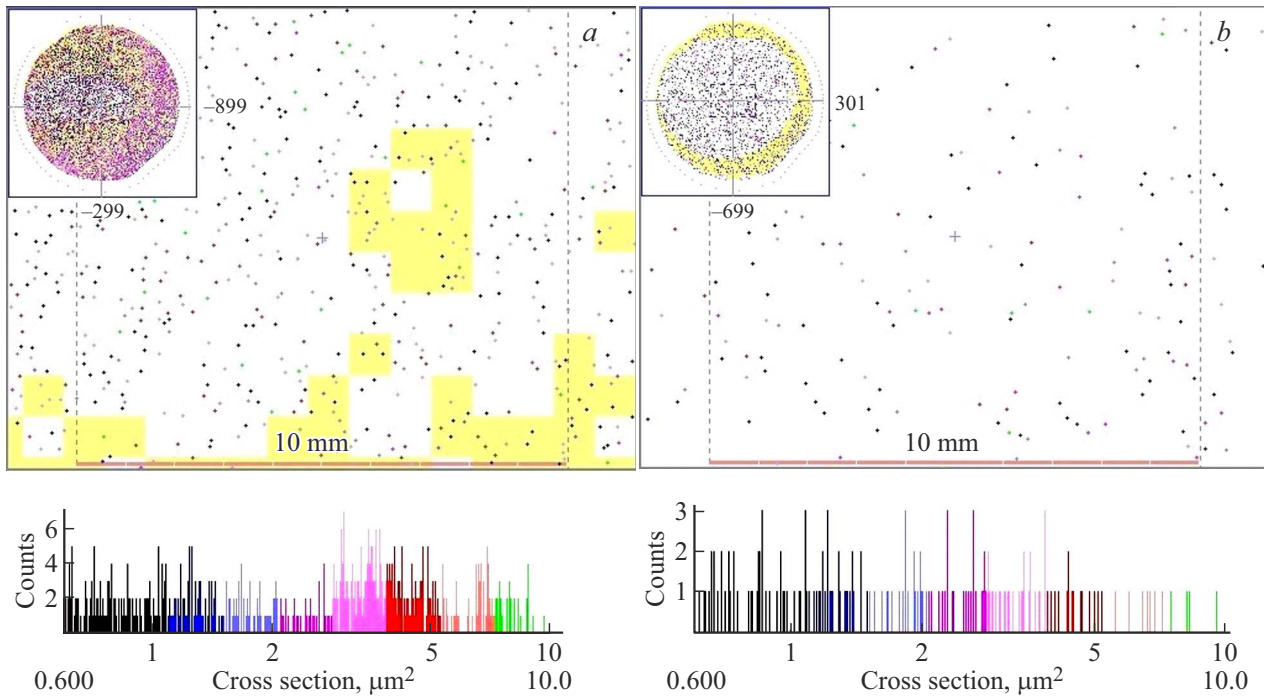 a
–899
–299
10 mm
b
301
–699
10 mm
Counts
6
4
2
1 2 5 10
0.600 Cross section, μm² 10.0
Counts
3
2
1
1 2 5 10
0.600 Cross section, μm² 10.0